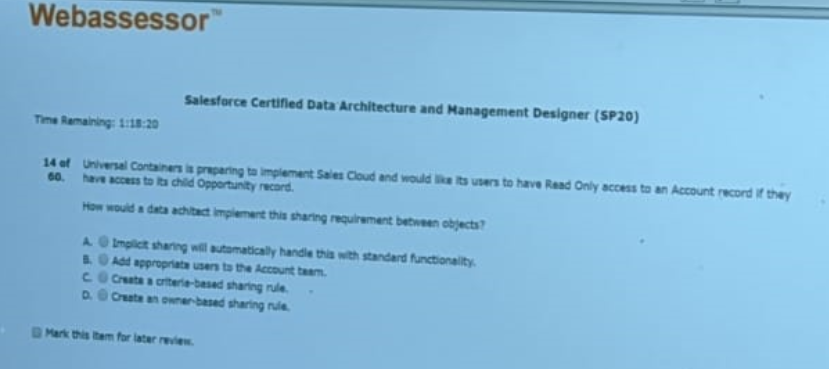 Webassessor™
Salesforce Certified Data Architecture and Management Designer (SP20)
Time Remaining: 1:18:20
14 of 60. Universal Containers is preparing to implement Sales Cloud and would like its users to have Read Only access to an Account record if they
have access to its child Opportunity record.
How would a data achitect implement this sharing requirement between objects?
A. Implicit sharing will automatically handle this with standard functionality.
B. Add appropriate users to the Account team.
C. Create a criteria-based sharing rule.
D. Create an owner-based sharing rule.
Mark this item for later review.